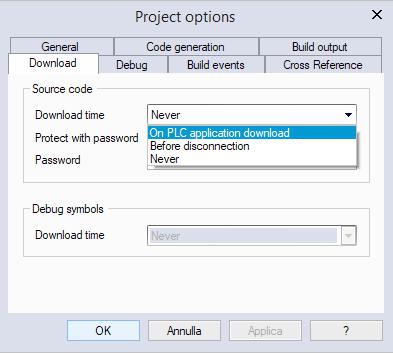 Project options
General Code generation Build output
Download Debug Build events Cross Reference
Source code
Download time Never
On PLC application download
Protect with password
Before disconnection
Never
Password
Debug symbols
Download time Never
OK Annulla Applica ?